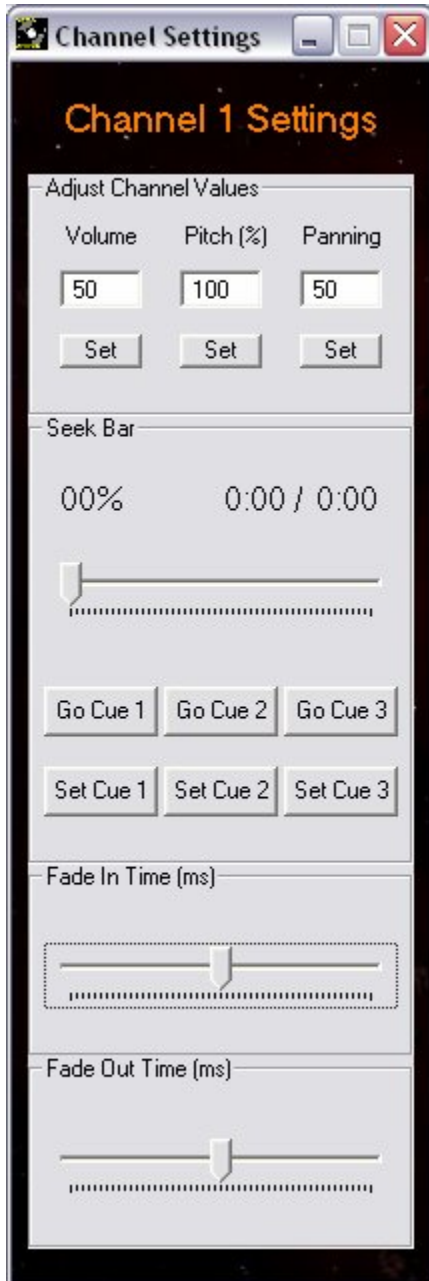 Channel Settings
Channel 1 Settings
Adjust Channel Values
Volume Pitch (%) Panning
50 100 50
Set Set Set
Seek Bar
00% 0:00 / 0:00
Go Cue 1 Go Cue 2 Go Cue 3
Set Cue 1 Set Cue 2 Set Cue 3
Fade In Time (ms)
Fade Out Time (ms)